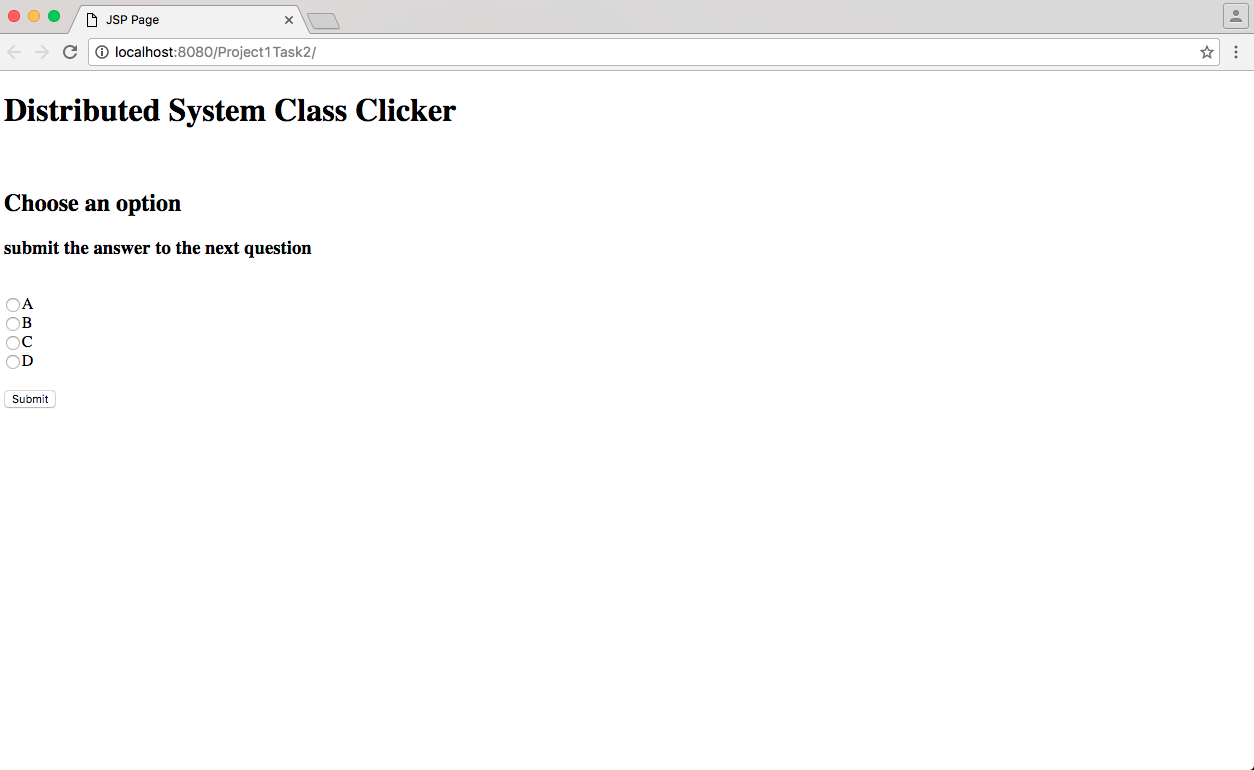 JSP Page
localhost:8080/Project1Task2/
Distributed System Class Clicker
Choose an option
submit the answer to the next question
A
B
C
D
Submit